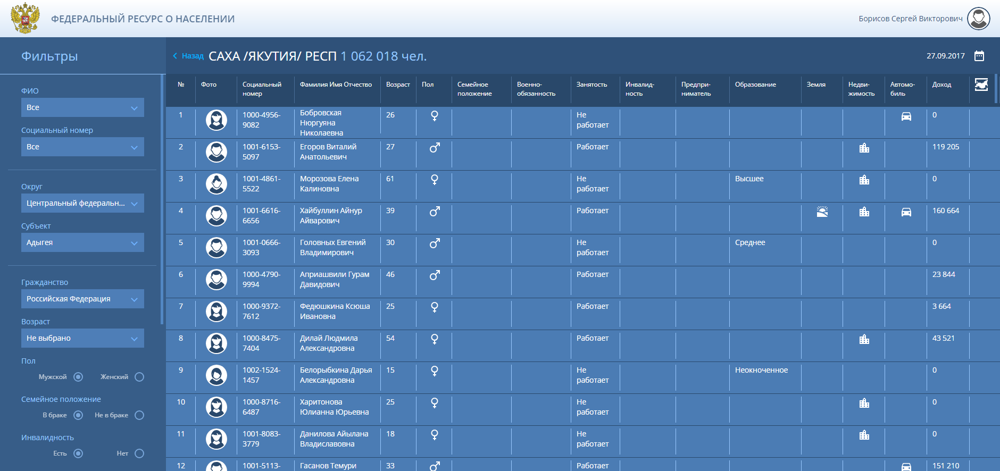 ФЕДЕРАЛЬНЫЙ РЕСУРС О НАСЕЛЕНИИ
Борисов Сергей Викторович
Фильтры
ФИО
Все
Социальный номер
Все
Округ
Центральный федеральн...
Субъект
Адыгея
Гражданство
Российская Федерация
Возраст
Не выбрано
Пол
Мужской Женский
Семейное положение
В браке Не в браке
Инвалидность
Есть Нет
Назад САХА /ЯКУТИЯ/ РЕСП 1 062 018 чел. 27.09.2017
№ Фото Социальный Фамилия Имя Отчество Возраст Пол Семейное Военно- Занятость Инвалид- Предпри- Образование Земля Недви- Автомо- Доход
номер положение обязанность ность ниматель жимость биль
1 1000-4956- Бобровская 26 Не 0
9082 Нюргуяна работает
Николаевна
2 1001-6153- Егоров Виталий 27 Работает 119 205
5097 Анатольевич
3 1001-4861- Морозова Елена 61 Не Высшее 0
5522 Калиновна работает
4 1001-6616- Хайбуллин Айнур 39 Работает 160 664
6656 Айварович
5 1001-0666- Головных Евгений 30 Не Среднее 0
3093 Владимирович работает
6 1000-4790- Априашвили Гурам 46 Работает 23 844
9994 Давидович
7 1000-9372- Федюшкина Ксюша 25 Работает 3 664
7612 Ивановна
8 1000-8475- Дилай Людмила 54 Работает 43 521
7404 Александровна
9 1002-1524- Белорыбкина Дарья 15 Не Неокноченное 0
1457 Александровна работает
10 1000-8716- Харитонова 25 Не 0
6487 Юлианна Юрьевна работает
11 1001-8083- Данилова Айылана 18 Не 0
3779 Владиславовна работает
12 1001-5113- Гасанов Темури 33 Работает 151 210